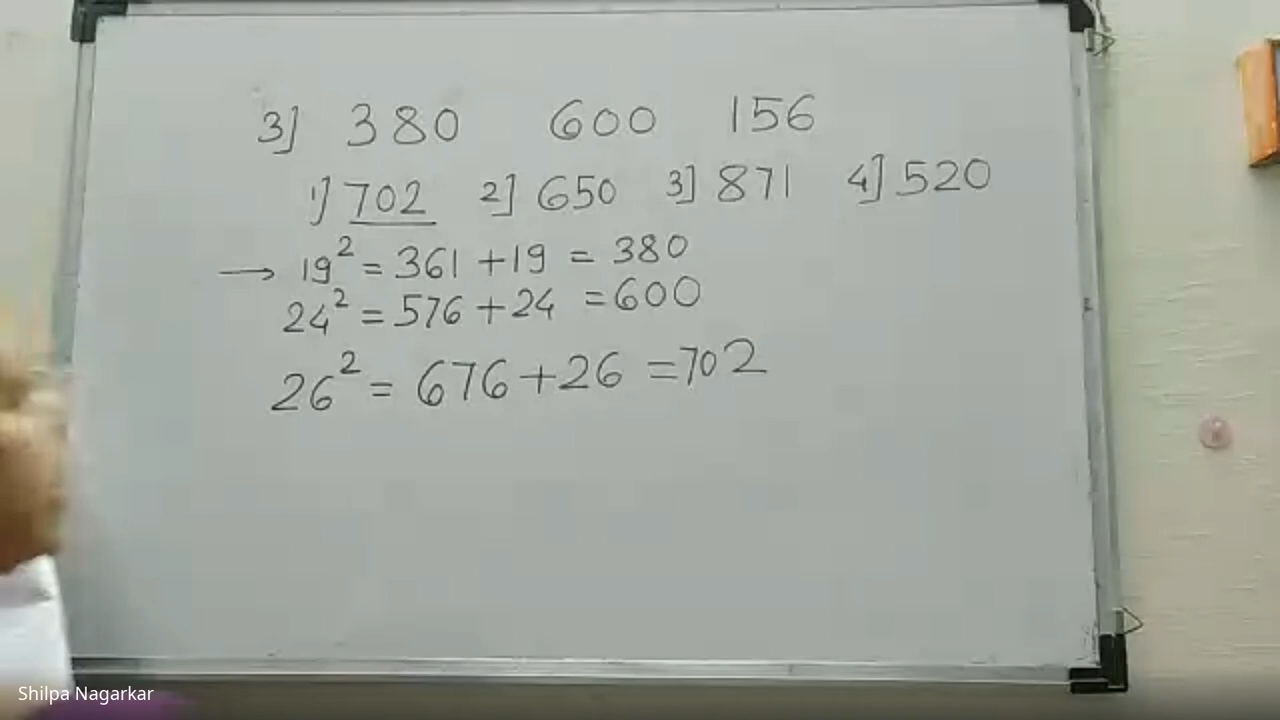 3] 380 600 156
1] 702 2] 650 3] 871 4] 520
→ 19² = 361 + 19 = 380
24² = 576 + 24 = 600
26² = 676 + 26 = 702
Shilpa Nagarkar